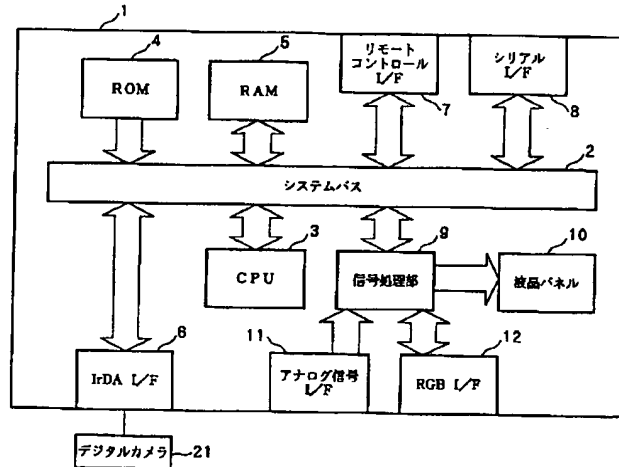 1
4
ROM
5
RAM
リモート
コントロール
I/F
7
シリアル
I/F
8
2
システムバス
3
CPU
9
信号処理部
10
液晶パネル
6
IrDA I/F
11
アナログ信号
I/F
12
RGB I/F
デジタルカメラ
21